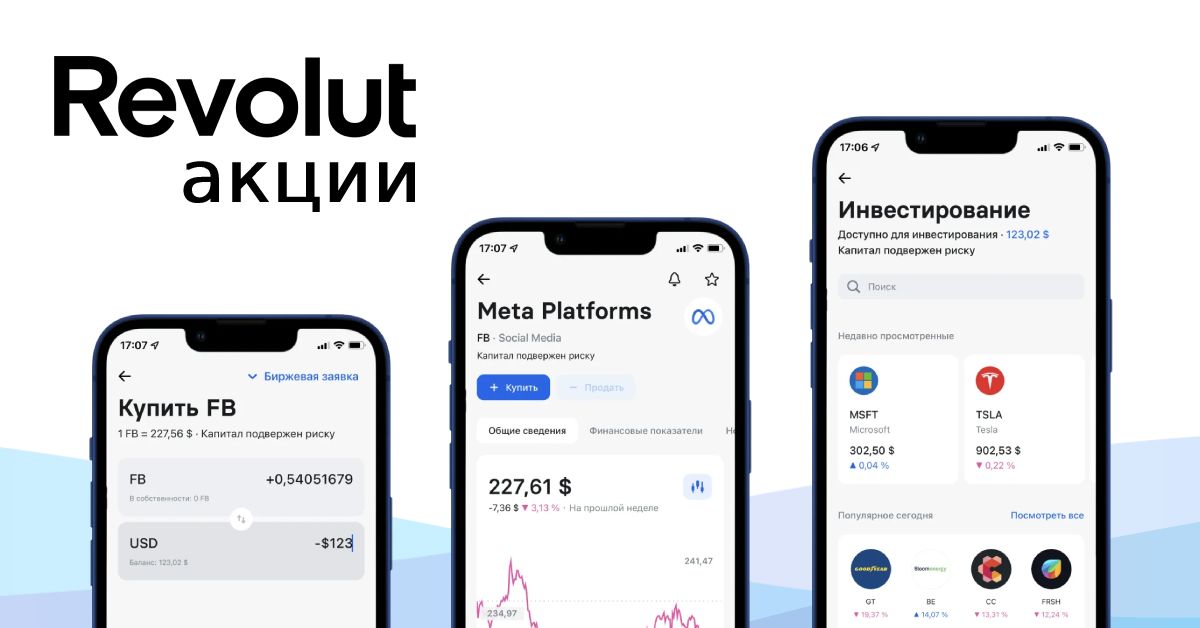 Revolut
акции
17:07
Биржевая заявка
Купить FB
1 FB = 227,56 $ · Капитал подвержен риску
FB
+0,54051679
В собственности: 0 FB
USD
-$123
Баланс: 123,02 $
17:07
Meta Platforms
FB · Social Media
Капитал подвержен риску
+ Купить
− Продать
Общие сведения
Финансовые показатели
Не
227,61 $
-7,36 $ ▼ 3,13 % · На прошлой неделе
241,47
234,97
17:06
Инвестирование
Доступно для инвестирования · 123,02 $
Капитал подвержен риску
Поиск
Недавно просмотренные
MSFT
Microsoft
302,50 $
▲ 0,04 %
TSLA
Tesla
902,53 $
▼ 0,22 %
Популярное сегодня
Посмотреть все
GOODYEAR
Bloomenergy
GT
BE
CC
FRSH
▼ 19,37 %
▲ 14,07 %
▼ 13,31 %
▼ 12,24 %